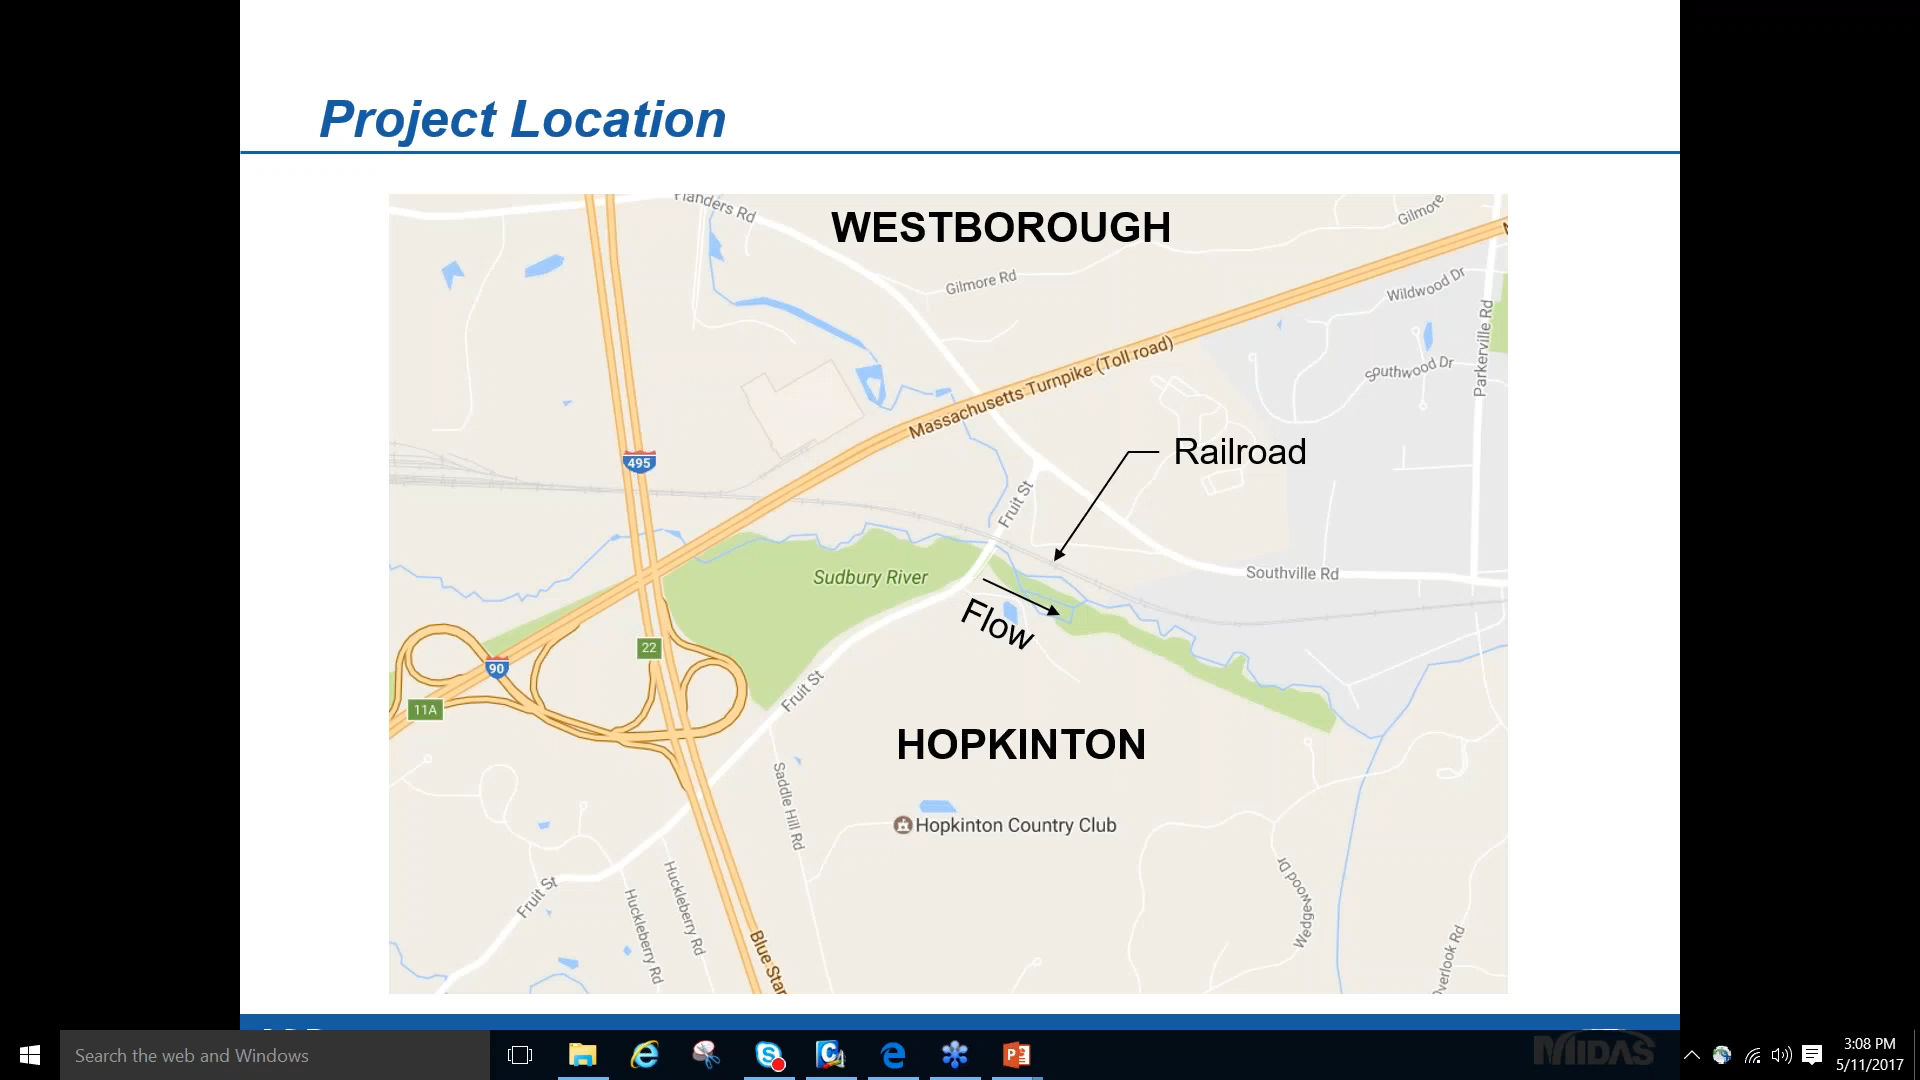 Project Location
Flanders Rd
WESTBOROUGH
Gilmore
Gilmore Rd
Wildwood Dr
Parkerville Rd
Massachusetts Turnpike (Toll road)
Southwood Dr
495
Railroad
Fruit St
Sudbury River
Southville Rd
Flow
22
90
11A
Fruit St
HOPKINTON
Saddle Hill Rd
Hopkinton Country Club
Fruit St
Huckleberry Rd
Huckleberry Rd
Wedgewood Dr
Overlook Rd
Blue Star
MIDAS
Search the web and Windows
3:08 PM
5/11/2017